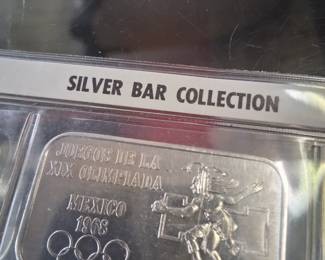 SILVER BAR COLLECTION
JUEGOS DE LA
XIX OLIMPIADA
MEXICO
1968